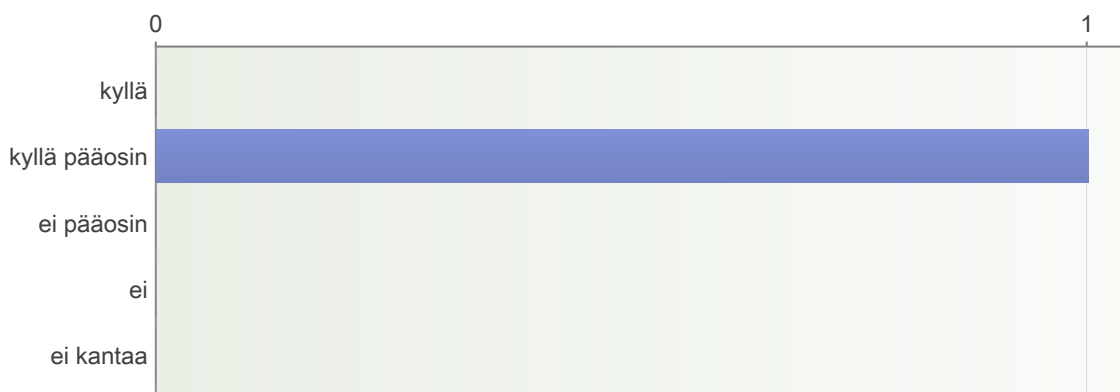 0 1
kyllä
kyllä pääosin
ei pääosin
ei
ei kantaa